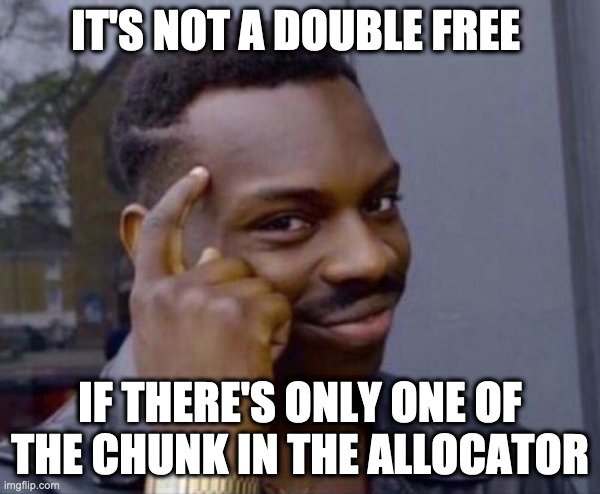 IT'S NOT A DOUBLE FREE
IF THERE'S ONLY ONE OF
THE CHUNK IN THE ALLOCATOR
imgflip.com